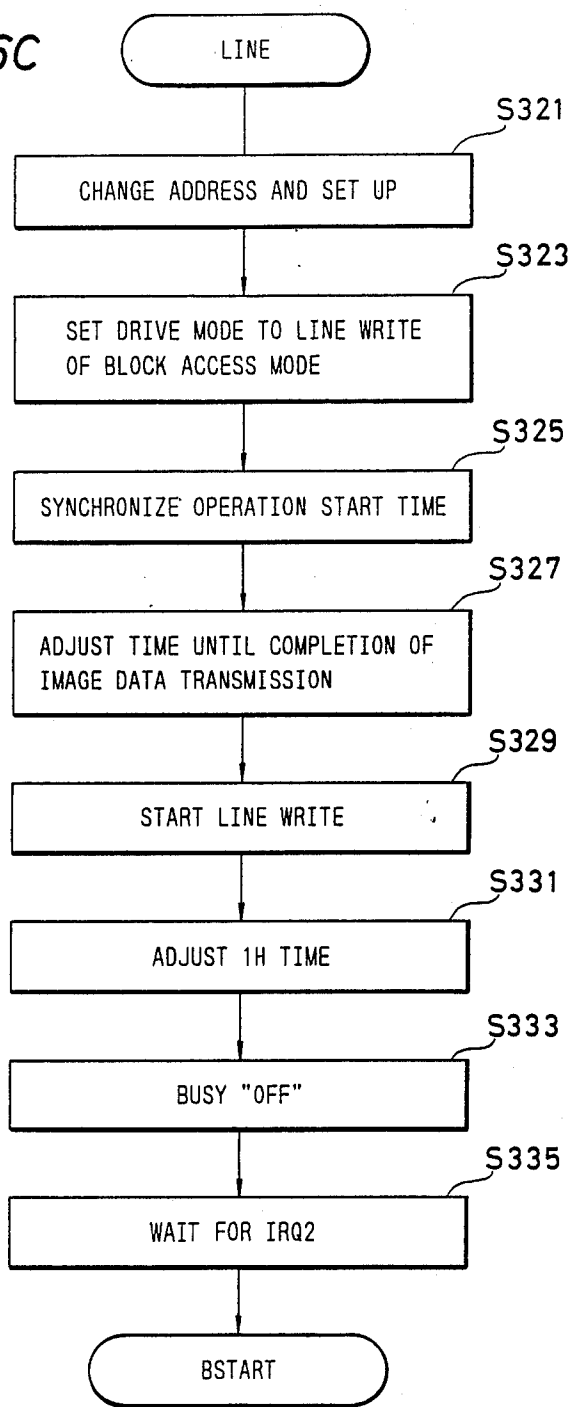 6C
LINE
S321
CHANGE ADDRESS AND SET UP
S323
SET DRIVE MODE TO LINE WRITE
OF BLOCK ACCESS MODE
S325
SYNCHRONIZE OPERATION START TIME
S327
ADJUST TIME UNTIL COMPLETION OF
IMAGE DATA TRANSMISSION
S329
START LINE WRITE
S331
ADJUST 1H TIME
S333
BUSY "OFF"
S335
WAIT FOR IRQ2
BSTART